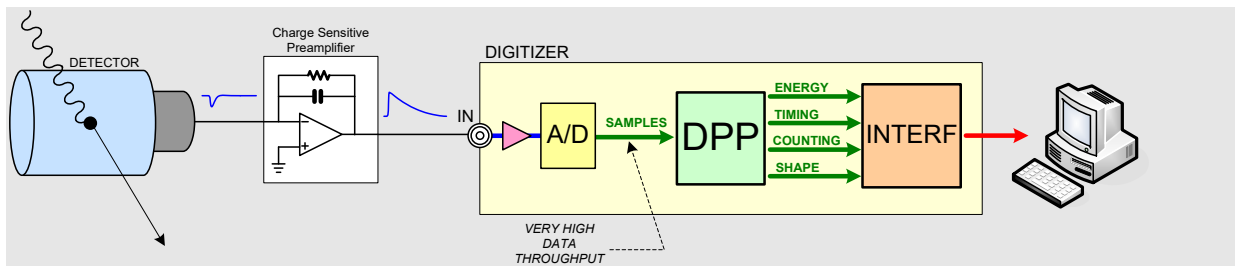 Charge Sensitive
Preamplifier
DETECTOR
DIGITIZER
IN
A/D
SAMPLES
DPP
ENERGY
TIMING
COUNTING
SHAPE
INTERF
VERY HIGH
DATA
THROUGHPUT